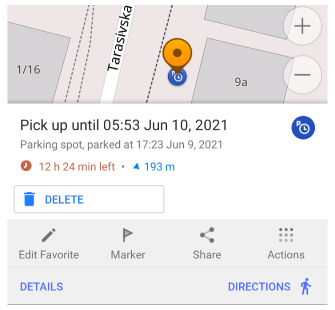 Tarasivska
1/16
9a
P
Pick up until 05:53 Jun 10, 2021
Parking spot, parked at 17:23 Jun 9, 2021
12 h 24 min left • 193 m
DELETE
Edit Favorite Marker Share Actions
DETAILS DIRECTIONS